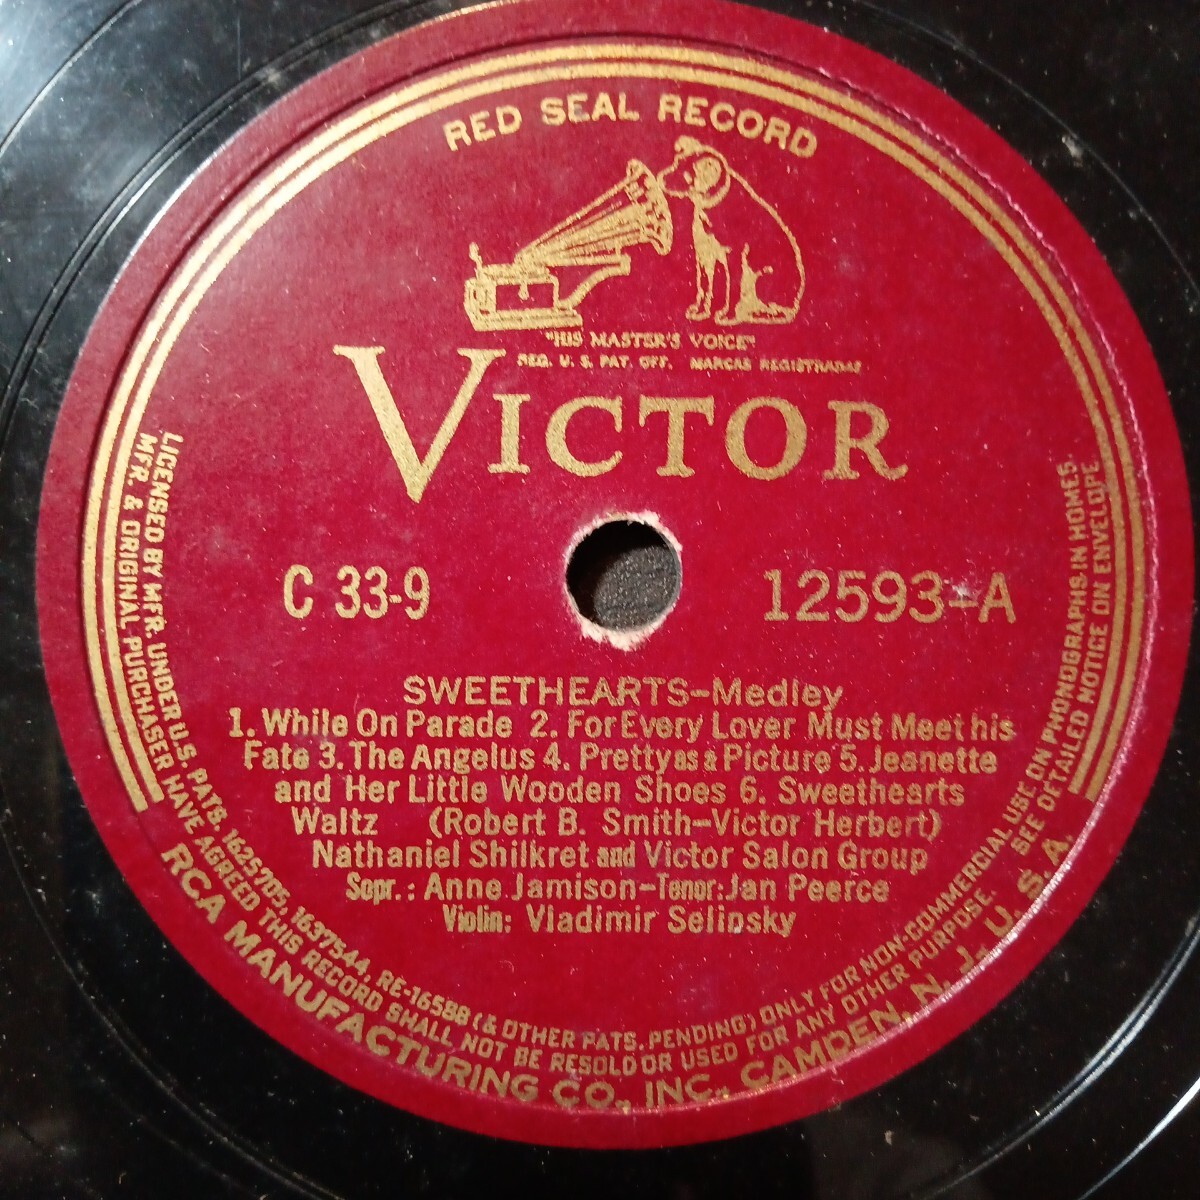 RED SEAL RECORD
"HIS MASTER'S VOICE"
REG. U. S. PAT. OFF. MARCAS REGISTRADAS
VICTOR
C 33-9
12593-A
SWEETHEARTS-Medley
1. While On Parade 2. For Every Lover Must Meet his
Fate 3. The Angelus 4. Pretty as a Picture 5. Jeanette
and Her Little Wooden Shoes 6. Sweethearts
Waltz (Robert B. Smith-Victor Herbert)
Nathaniel Shilkret and Victor Salon Group
Sopr.: Anne Jamison-Tenor: Jan Peerce
Violin: Vladimir Selinsky
LICENSED BY MFR. UNDER U.S. PATS. 1625705, 1637544, RE-16588 (& OTHER PATS. PENDING) ONLY FOR NON-COMMERCIAL USE ON PHONOGRAPHS IN HOMES.
MFR. & ORIGINAL PURCHASER HAVE AGREED THIS RECORD SHALL NOT BE RESOLD OR USED FOR ANY OTHER PURPOSE. SEE DETAILED NOTICE ON ENVELOPE
RCA MANUFACTURING CO., INC., CAMDEN, N. J., U. S. A.